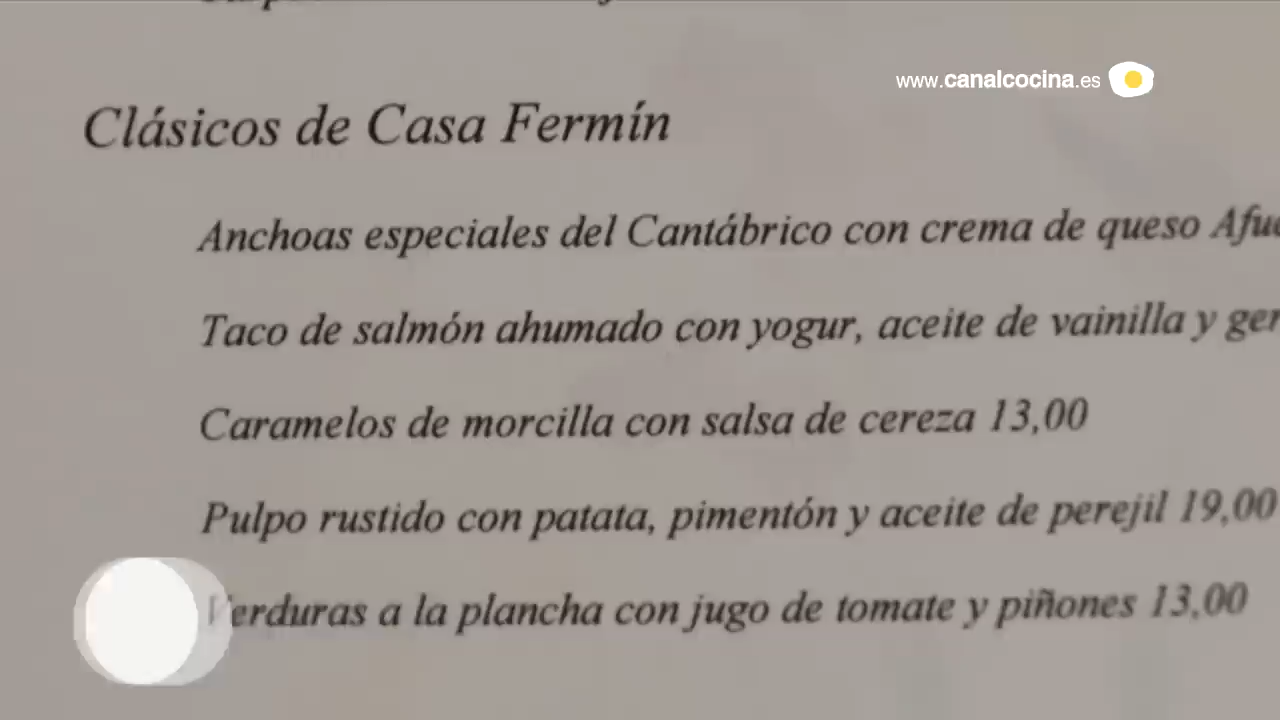 www.canalcocina.es
Clásicos de Casa Fermín
Anchoas especiales del Cantábrico con crema de queso
Taco de salmón ahumado con yogur, aceite de vainilla y
Caramelos de morcilla con salsa de cereza 13,00
Pulpo rustido con patata, pimentón y aceite de perejil 19,00
Verduras a la plancha con jugo de tomate y piñones 13,00